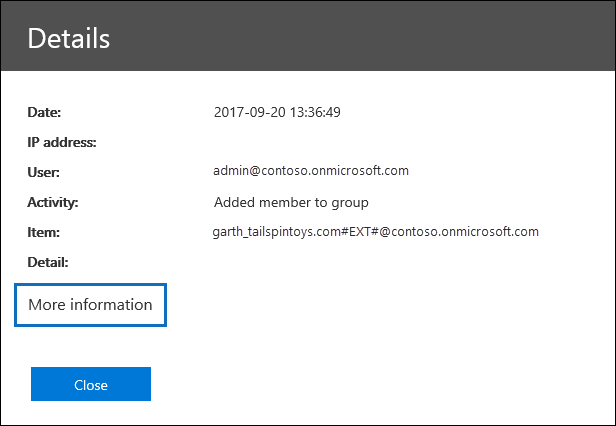 Details
Date: 2017-09-20 13:36:49
IP address:
User: admin@contoso.onmicrosoft.com
Activity: Added member to group
Item: garth_tailspintoys.com#EXT#@contoso.onmicrosoft.com
Detail:
More information
Close